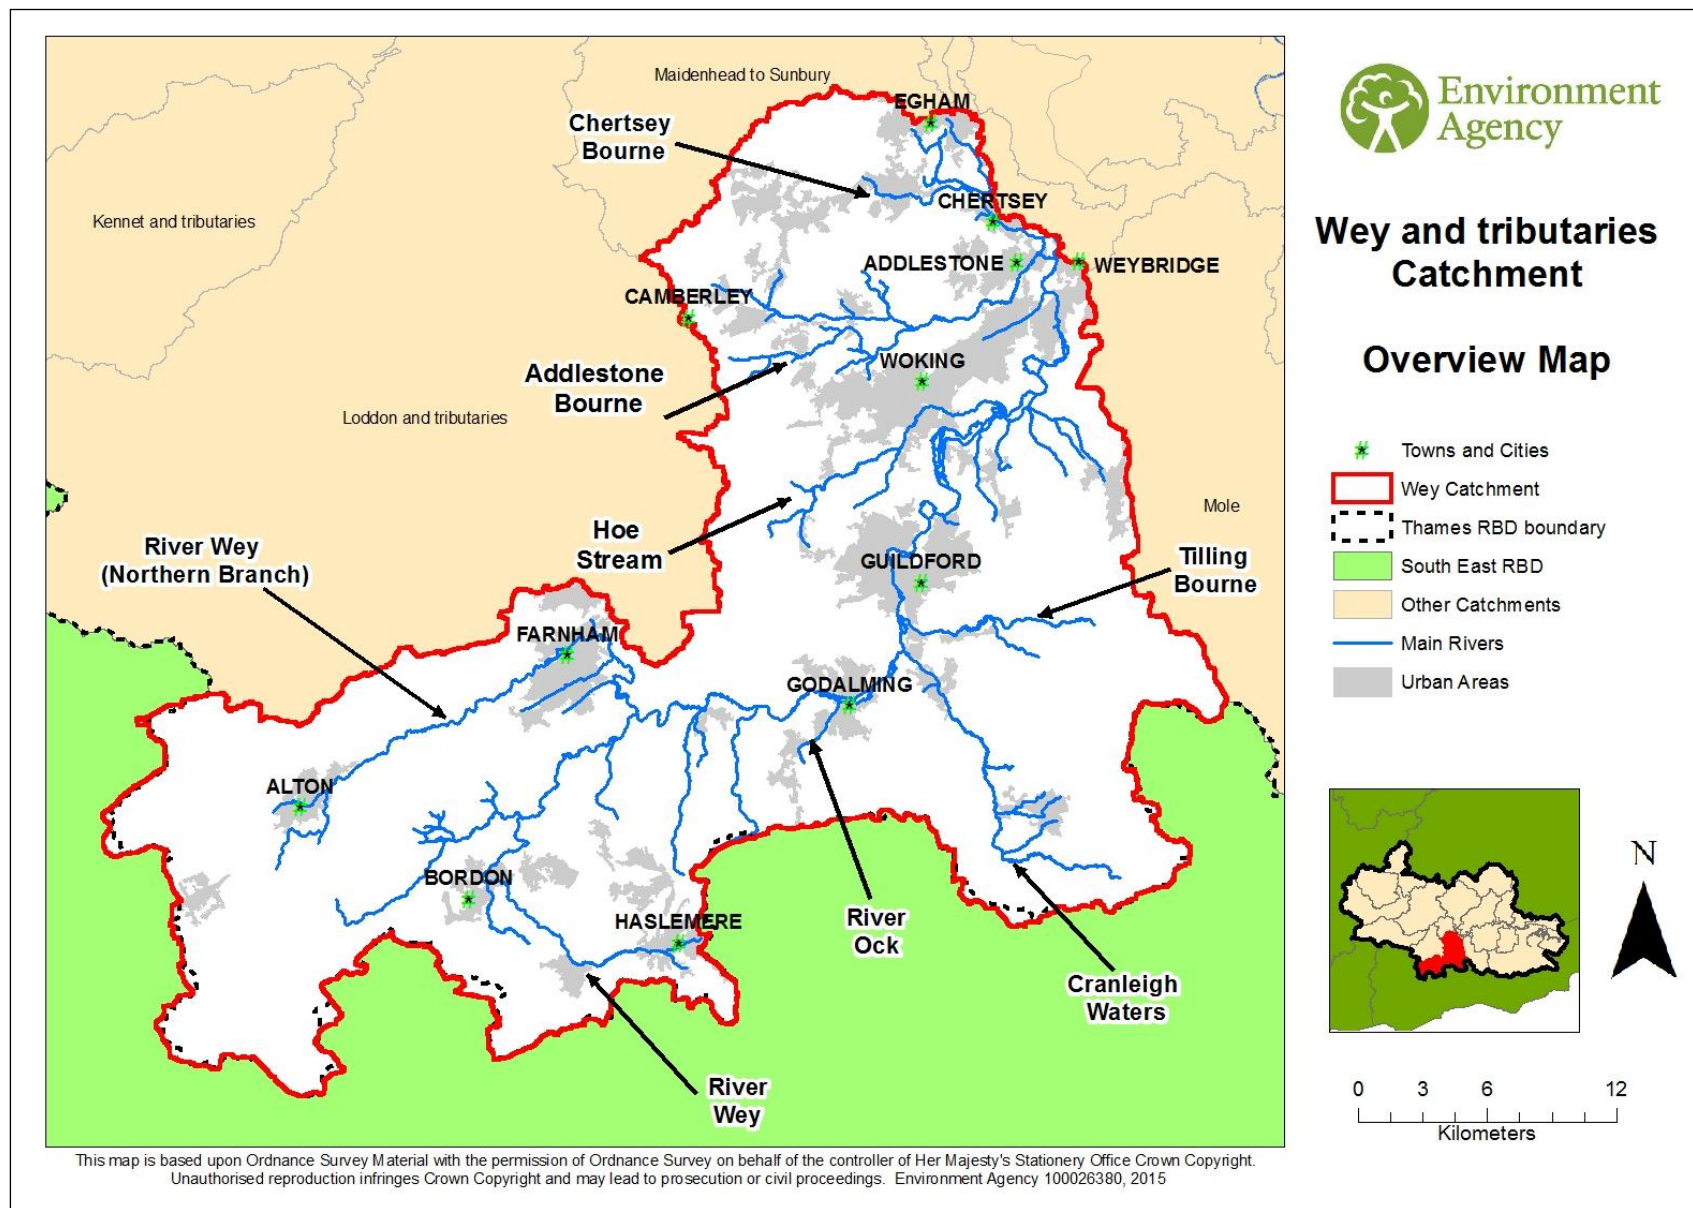 Maidenhead to Sunbury
EGHAM
Chertsey
Bourne
CHERTSEY
Kennet and tributaries
ADDLESTONE
WEYBRIDGE
CAMBERLEY
WOKING
Addlestone
Bourne
Loddon and tributaries
Mole
Hoe
Stream
River Wey
(Northern Branch)
GUILDFORD
Tilling
Bourne
FARNHAM
GODALMING
ALTON
BORDON
HASLEMERE
River
Ock
Cranleigh
Waters
River
Wey
Environment
Agency
Wey and tributaries
Catchment
Overview Map
Towns and Cities
Wey Catchment
Thames RBD boundary
South East RBD
Other Catchments
Main Rivers
Urban Areas
N
0 3 6 12
Kilometers
This map is based upon Ordnance Survey Material with the permission of Ordnance Survey on behalf of the controller of Her Majesty's Stationery Office Crown Copyright.
Unauthorised reproduction infringes Crown Copyright and may lead to prosecution or civil proceedings. Environment Agency 100026380, 2015